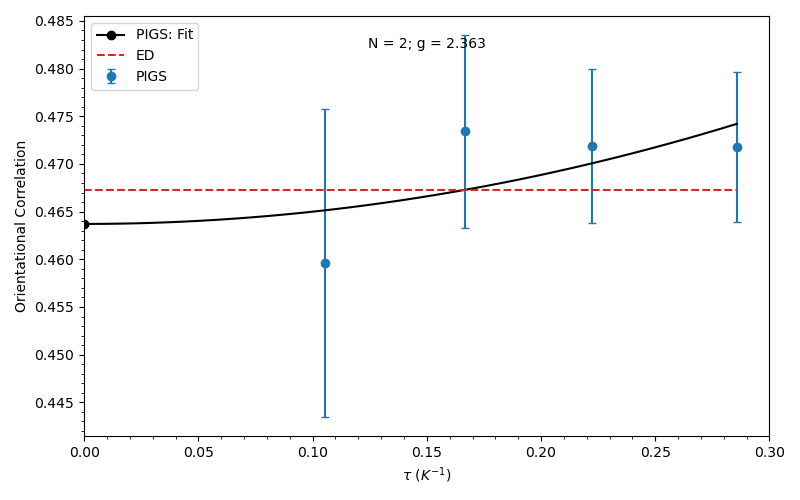 PIGS: Fit
ED
PIGS
N = 2; g = 2.363
Orientational Correlation
0.485
0.480
0.475
0.470
0.465
0.460
0.455
0.450
0.445
0.00
0.05
0.10
0.15
0.20
0.25
0.30
τ (K⁻¹)